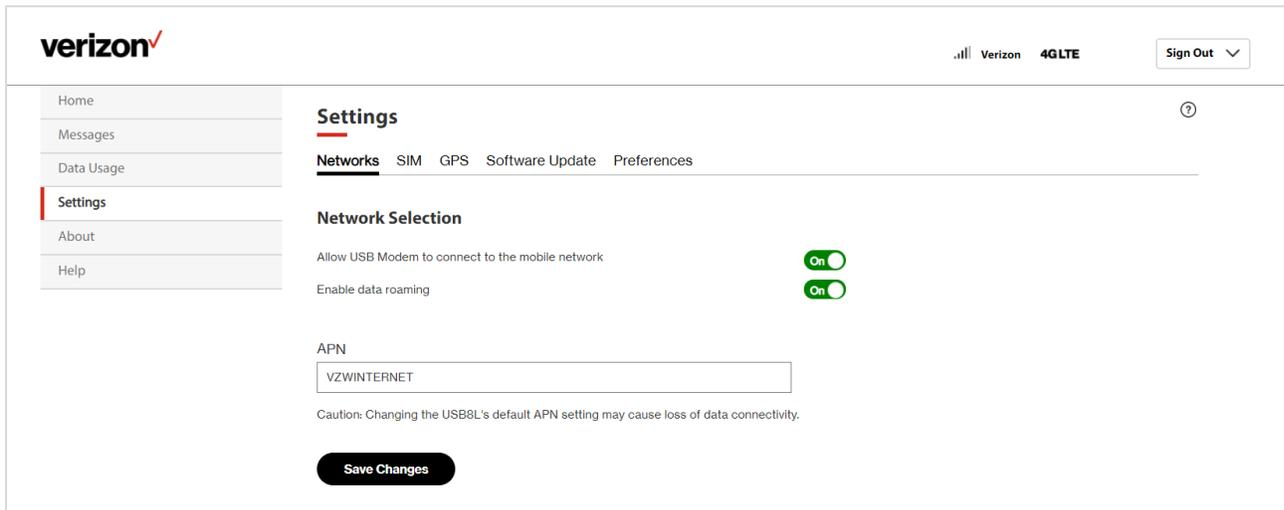 verizon
Verizon 4G LTE
Sign Out
Home
Messages
Data Usage
Settings
About
Help
Settings
?
Networks SIM GPS Software Update Preferences
Network Selection
Allow USB Modem to connect to the mobile network On
Enable data roaming On
APN
VZWINTERNET
Caution: Changing the USB8L's default APN setting may cause loss of data connectivity.
Save Changes